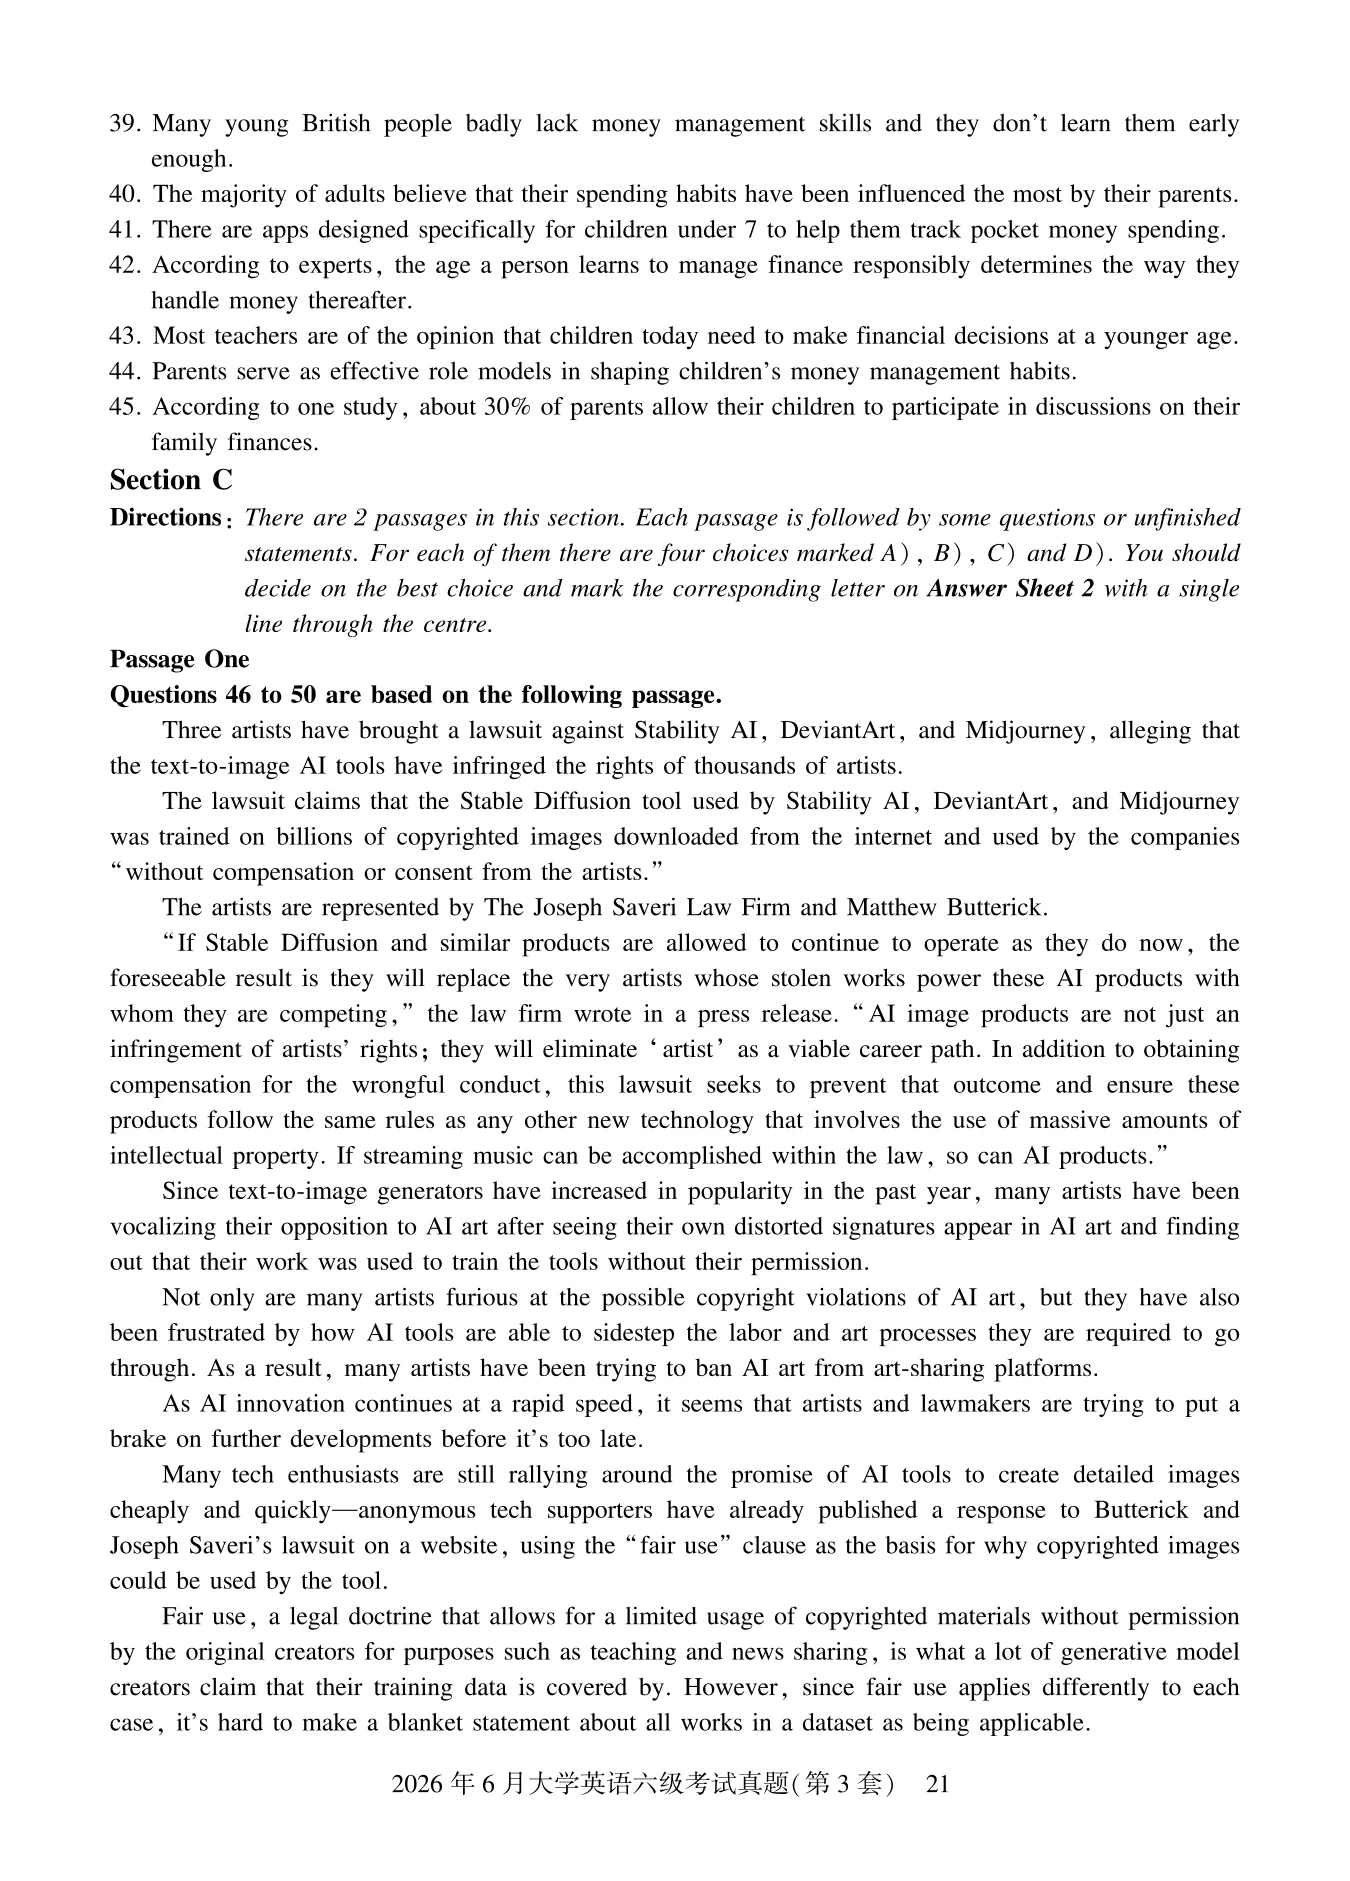 39. Many young British people badly lack money management skills and they don’t learn them early
enough.
40. The majority of adults believe that their spending habits have been influenced the most by their parents.
41. There are apps designed specifically for children under 7 to help them track pocket money spending.
42. According to experts, the age a person learns to manage finance responsibly determines the way they
handle money thereafter.
43. Most teachers are of the opinion that children today need to make financial decisions at a younger age.
44. Parents serve as effective role models in shaping children’s money management habits.
45. According to one study, about 30% of parents allow their children to participate in discussions on their
family finances.
Section C
Directions: There are 2 passages in this section. Each passage is followed by some questions or unfinished
statements. For each of them there are four choices marked A), B), C) and D). You should
decide on the best choice and mark the corresponding letter on Answer Sheet 2 with a single
line through the centre.
Passage One
Questions 46 to 50 are based on the following passage.
Three artists have brought a lawsuit against Stability AI, DeviantArt, and Midjourney, alleging that
the text-to-image AI tools have infringed the rights of thousands of artists.
The lawsuit claims that the Stable Diffusion tool used by Stability AI, DeviantArt, and Midjourney
was trained on billions of copyrighted images downloaded from the internet and used by the companies
“without compensation or consent from the artists.”
The artists are represented by The Joseph Saveri Law Firm and Matthew Butterick.
“If Stable Diffusion and similar products are allowed to continue to operate as they do now, the
foreseeable result is they will replace the very artists whose stolen works power these AI products with
whom they are competing,” the law firm wrote in a press release. “AI image products are not just an
infringement of artists’ rights; they will eliminate ‘artist’ as a viable career path. In addition to obtaining
compensation for the wrongful conduct, this lawsuit seeks to prevent that outcome and ensure these
products follow the same rules as any other new technology that involves the use of massive amounts of
intellectual property. If streaming music can be accomplished within the law, so can AI products.”
Since text-to-image generators have increased in popularity in the past year, many artists have been
vocalizing their opposition to AI art after seeing their own distorted signatures appear in AI art and finding
out that their work was used to train the tools without their permission.
Not only are many artists furious at the possible copyright violations of AI art, but they have also
been frustrated by how AI tools are able to sidestep the labor and art processes they are required to go
through. As a result, many artists have been trying to ban AI art from art-sharing platforms.
As AI innovation continues at a rapid speed, it seems that artists and lawmakers are trying to put a
brake on further developments before it’s too late.
Many tech enthusiasts are still rallying around the promise of AI tools to create detailed images
cheaply and quickly—anonymous tech supporters have already published a response to Butterick and
Joseph Saveri’s lawsuit on a website, using the “fair use” clause as the basis for why copyrighted images
could be used by the tool.
Fair use, a legal doctrine that allows for a limited usage of copyrighted materials without permission
by the original creators for purposes such as teaching and news sharing, is what a lot of generative model
creators claim that their training data is covered by. However, since fair use applies differently to each
case, it’s hard to make a blanket statement about all works in a dataset as being applicable.
2026 年 6 月大学英语六级考试真题(第 3 套) 21